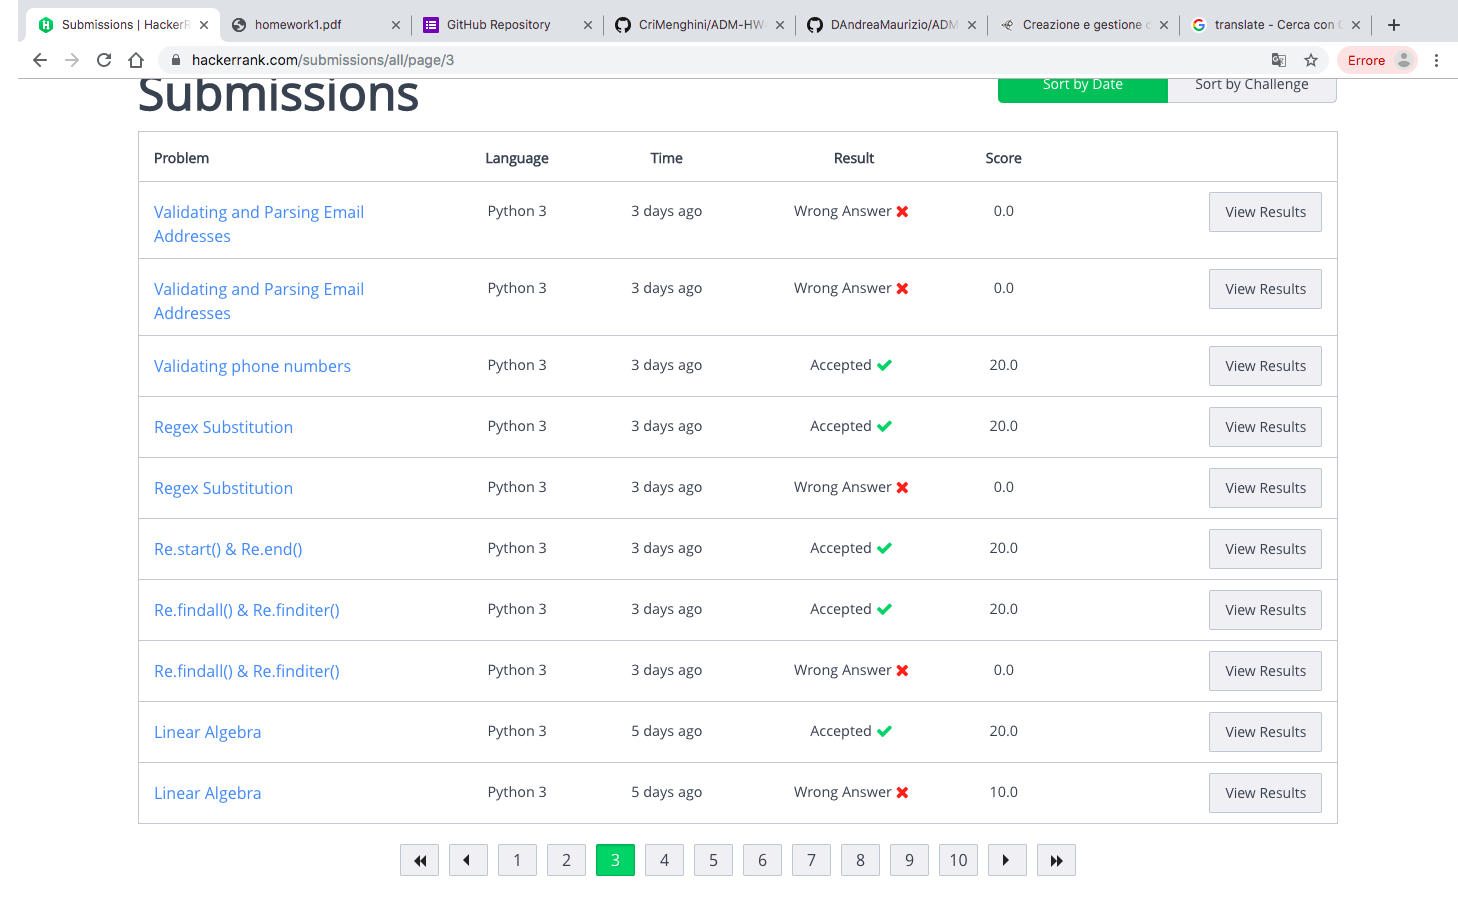 Submissions | HackerR
homework1.pdf
GitHub Repository
CriMenghini/ADM-HW
DAndreaMaurizio/ADM
Creazione e gestione
translate - Cerca con
hackerrank.com/submissions/all/page/3
Errore
Submissions
Sort by Date
Sort by Challenge
Problem Language Time Result Score
Validating and Parsing Email Python 3 3 days ago Wrong Answer 0.0 View Results
Addresses
Validating and Parsing Email Python 3 3 days ago Wrong Answer 0.0 View Results
Addresses
Validating phone numbers Python 3 3 days ago Accepted 20.0 View Results
Regex Substitution Python 3 3 days ago Accepted 20.0 View Results
Regex Substitution Python 3 3 days ago Wrong Answer 0.0 View Results
Re.start() & Re.end() Python 3 3 days ago Accepted 20.0 View Results
Re.findall() & Re.finditer() Python 3 3 days ago Accepted 20.0 View Results
Re.findall() & Re.finditer() Python 3 3 days ago Wrong Answer 0.0 View Results
Linear Algebra Python 3 5 days ago Accepted 20.0 View Results
Linear Algebra Python 3 5 days ago Wrong Answer 10.0 View Results
1 2 3 4 5 6 7 8 9 10